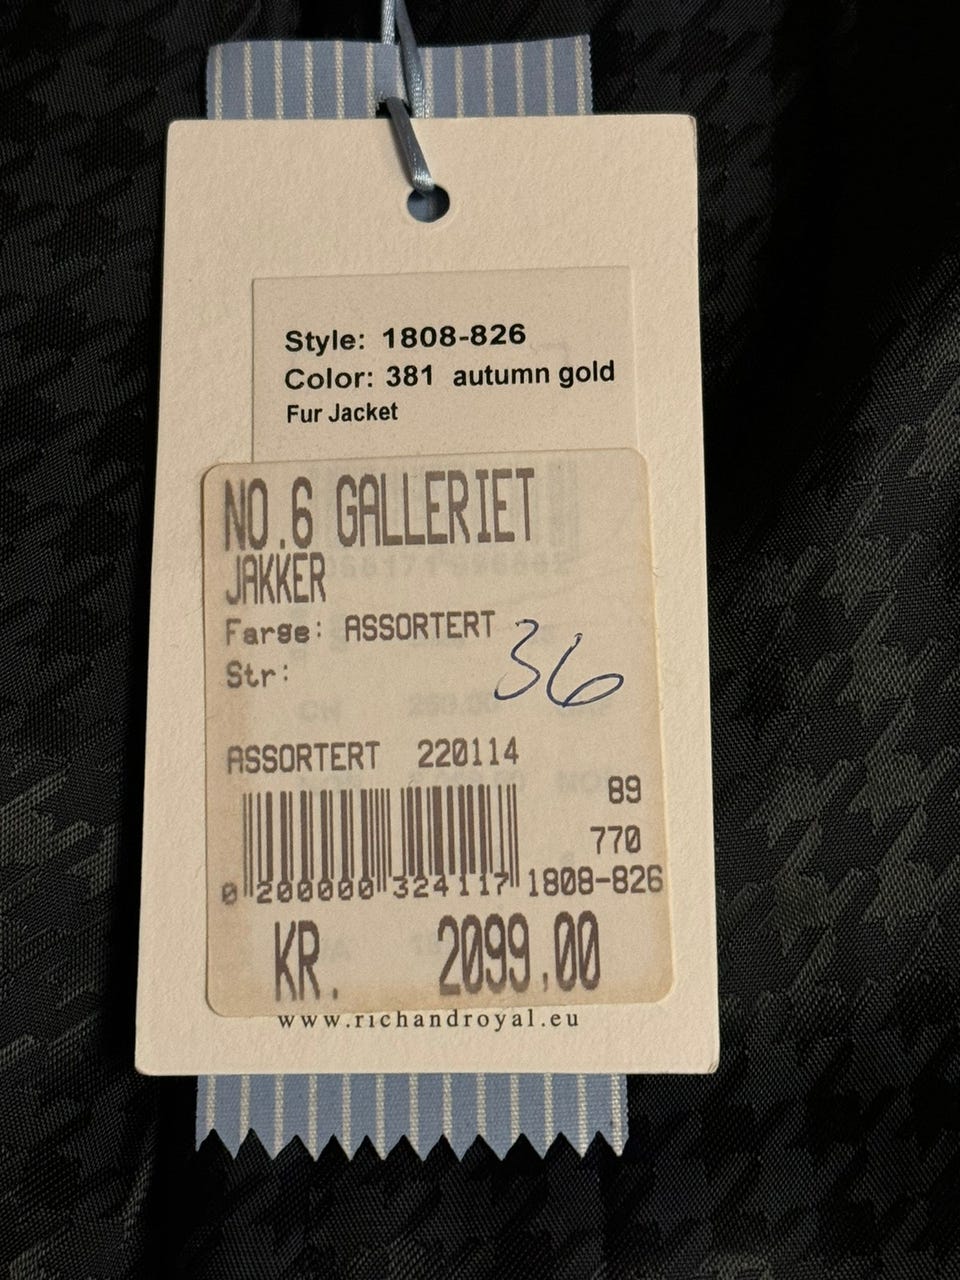 Style: 1808-826
Color: 381 autumn gold
Fur Jacket
NO.6 GALLERIET
JAKKER
Farge: ASSORTERT
Str:
36
ASSORTERT 220114
89
770
0 200000 324117 1808-826
KR. 2099.00
www.richandroyal.eu